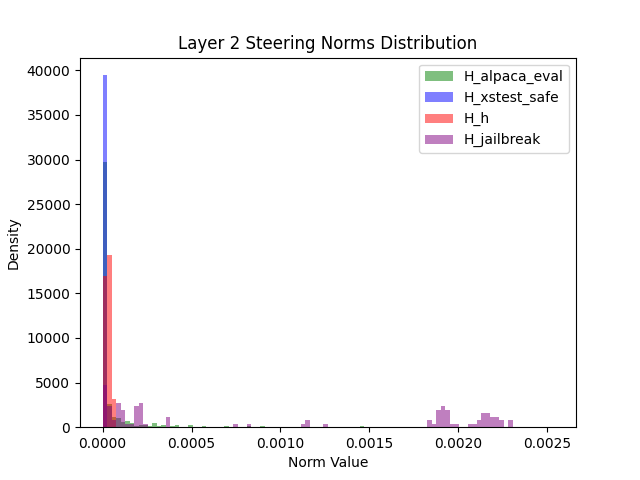 Layer 2 Steering Norms Distribution
H_alpaca_eval
H_xstest_safe
H_h
H_jailbreak
Density
40000
35000
30000
25000
20000
15000
10000
5000
0
0.0000 0.0005 0.0010 0.0015 0.0020 0.0025
Norm Value